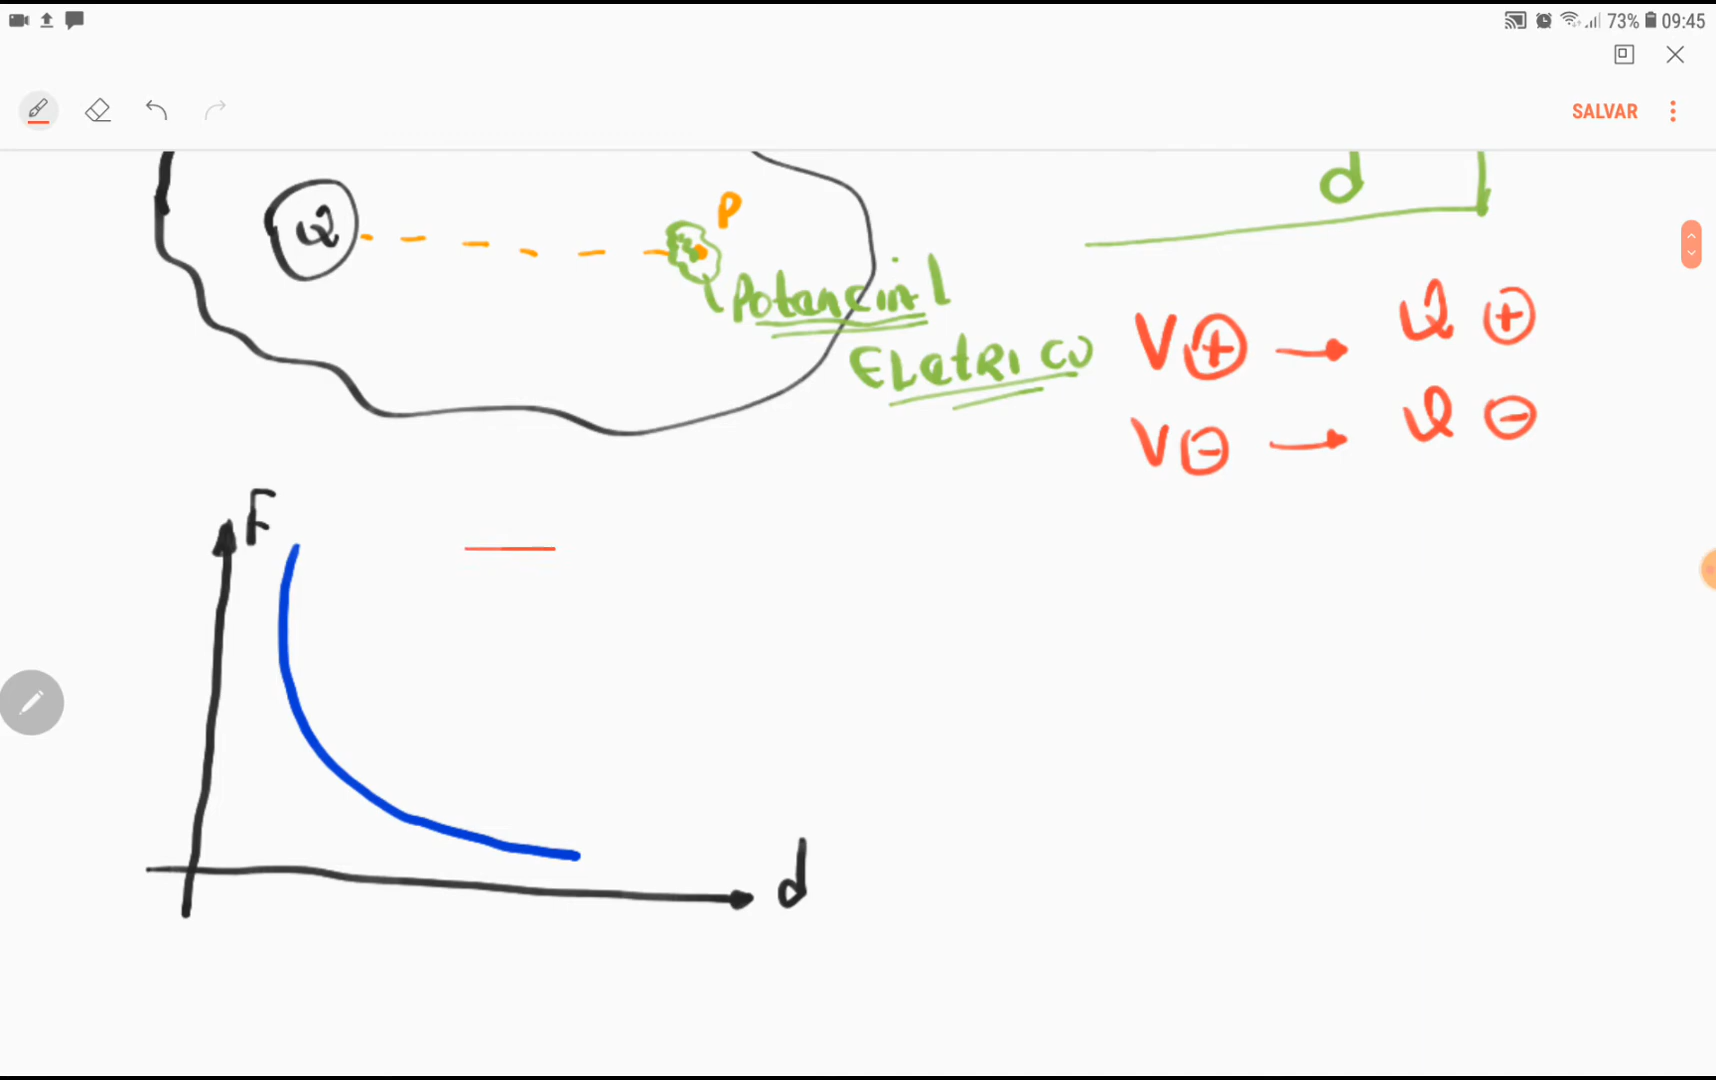 73% 09:45
SALVAR
d
Q
P
Potencial
Eletrico
V + → Q +
V - → Q -
F
d